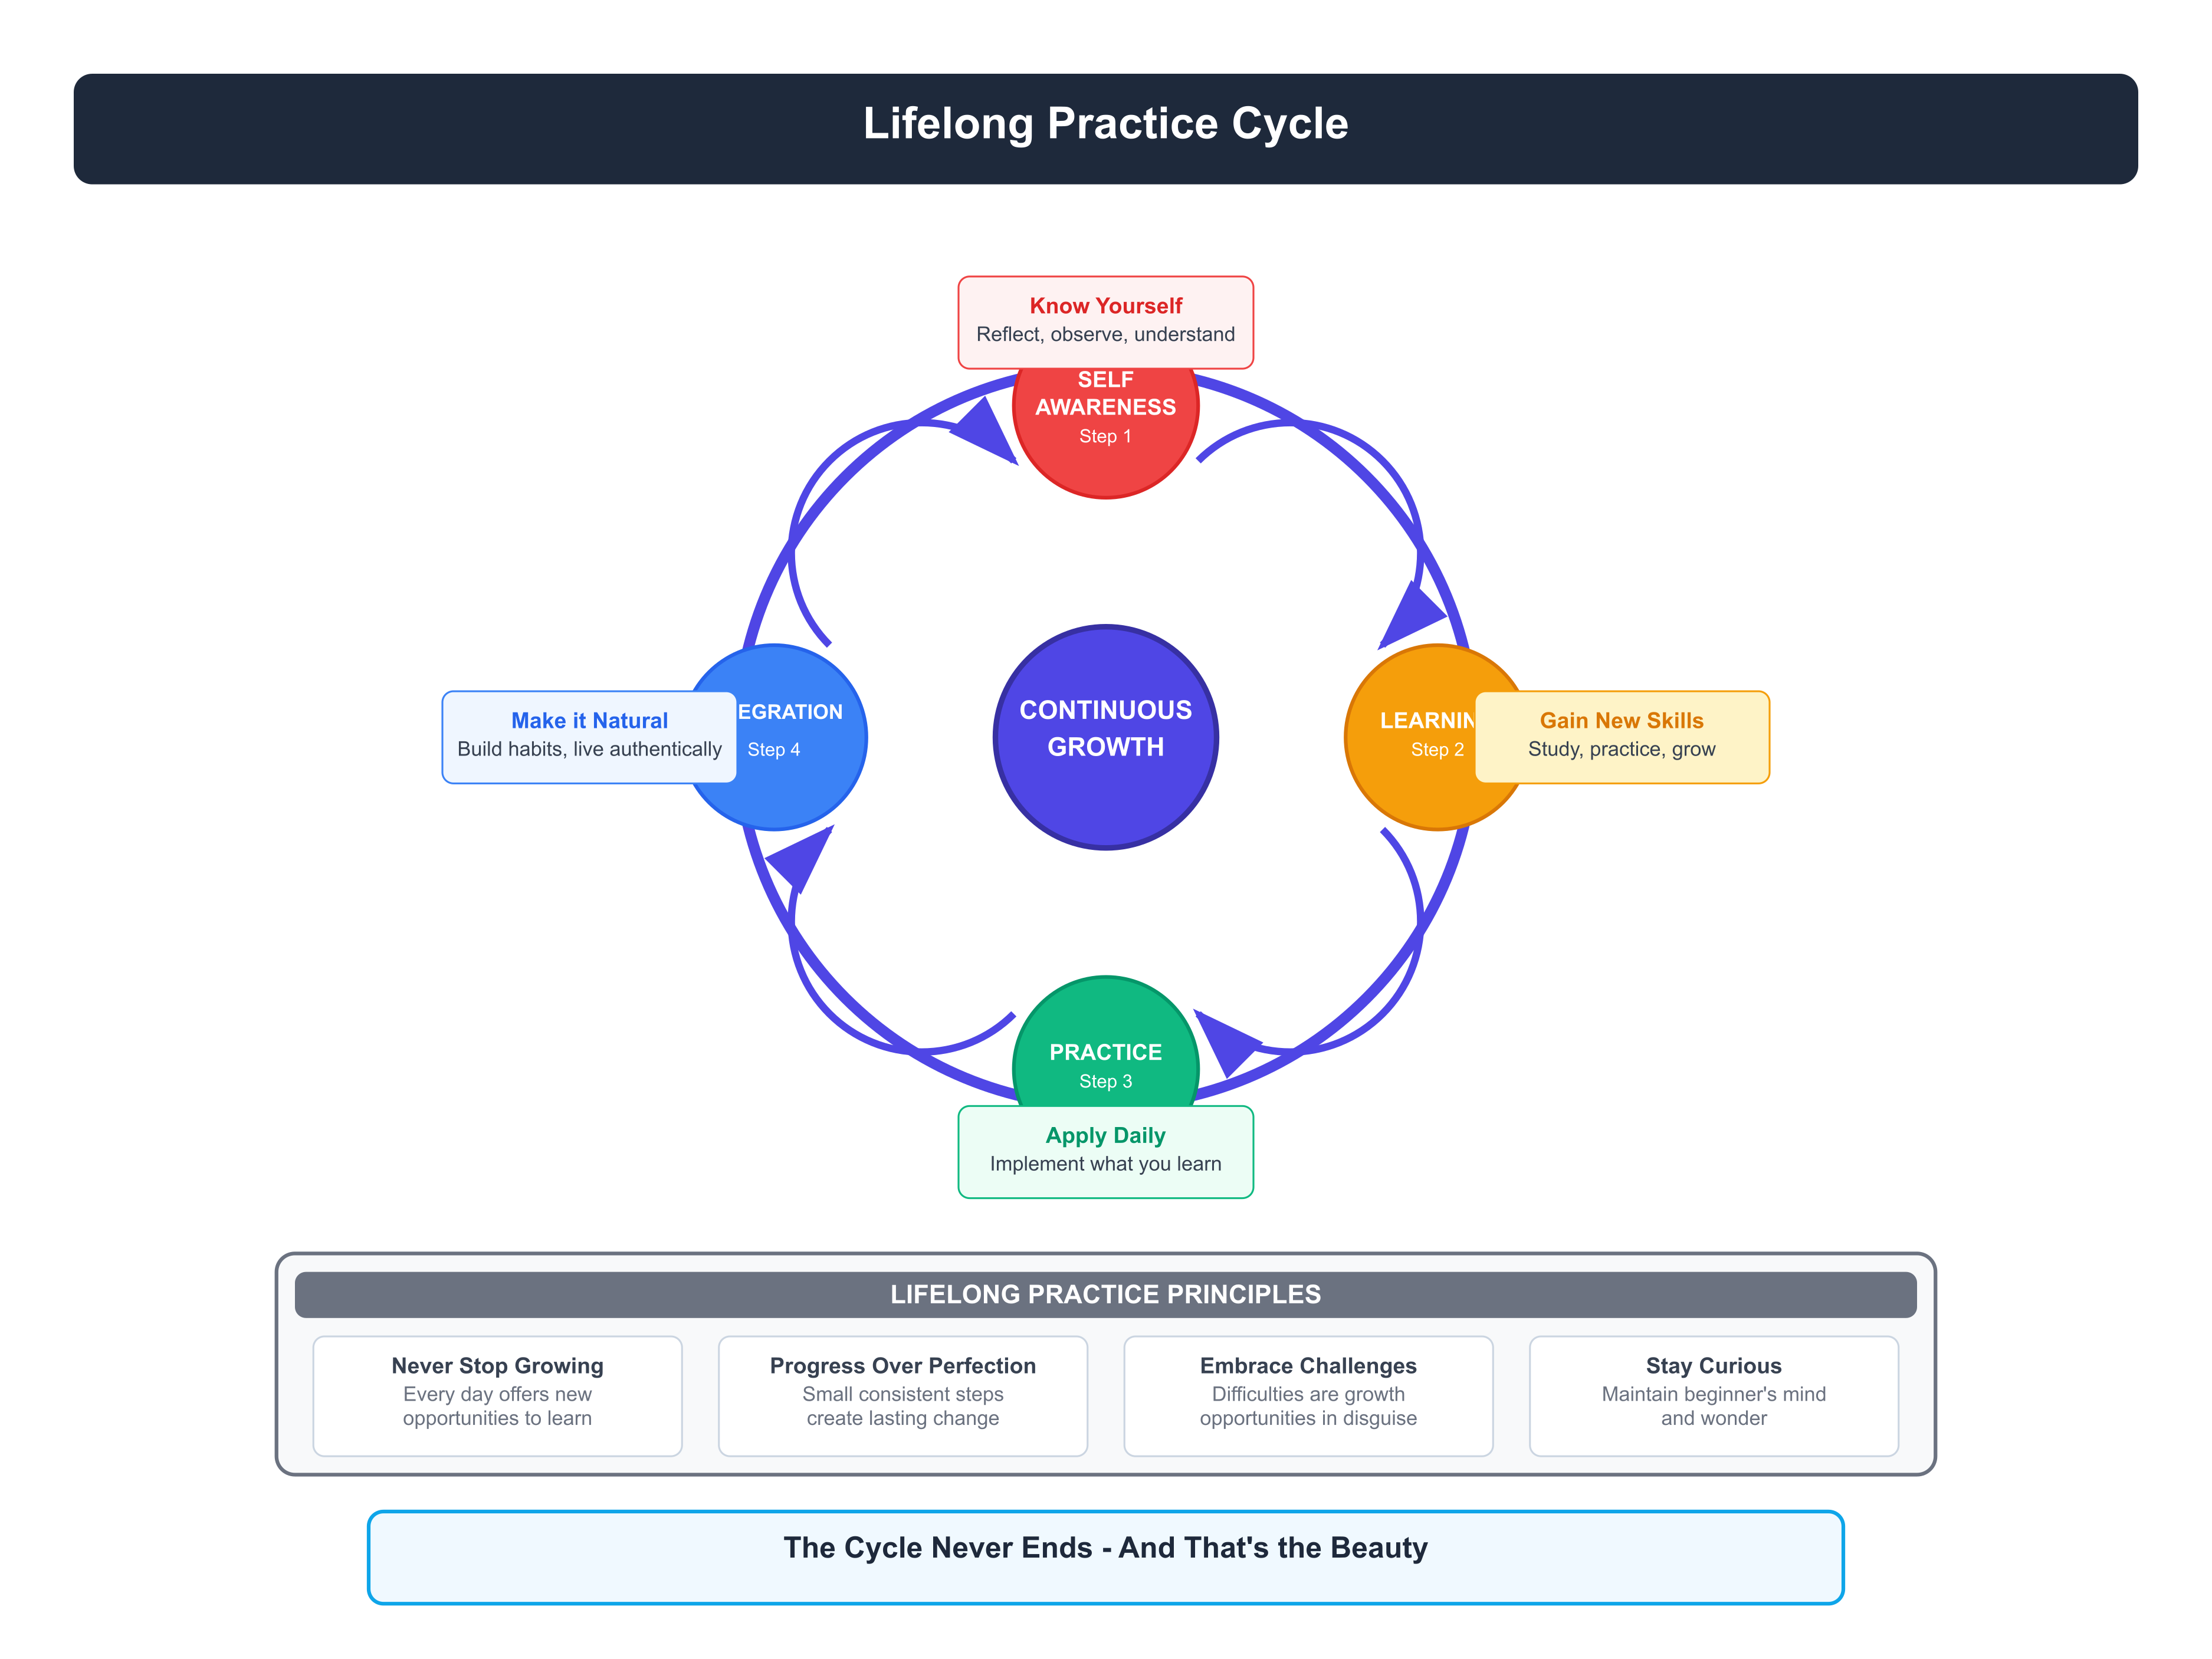 Lifelong Practice Cycle
Know Yourself
Reflect, observe, understand
SELF
AWARENESS
Step 1
Make it Natural
Build habits, live authentically
EGRATION
Step 4
CONTINUOUS
GROWTH
LEARNIN
Step 2
Gain New Skills
Study, practice, grow
PRACTICE
Step 3
Apply Daily
Implement what you learn
LIFELONG PRACTICE PRINCIPLES
Never Stop Growing
Every day offers new
opportunities to learn
Progress Over Perfection
Small consistent steps
create lasting change
Embrace Challenges
Difficulties are growth
opportunities in disguise
Stay Curious
Maintain beginner's mind
and wonder
The Cycle Never Ends - And That's the Beauty